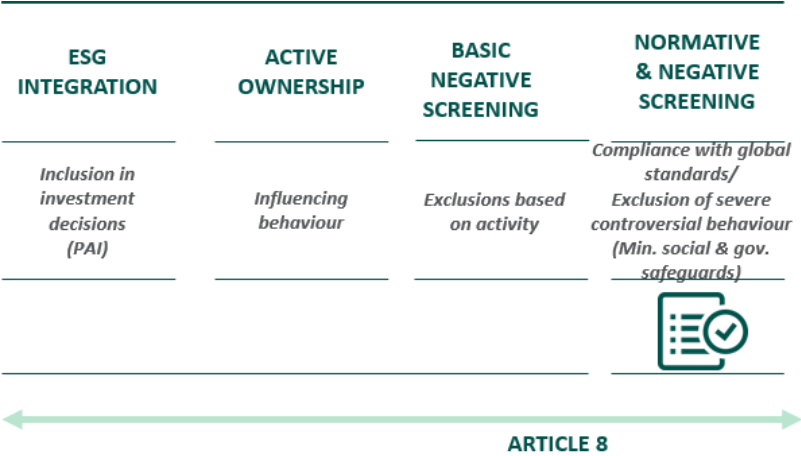 ESG
INTEGRATION
Inclusion in
investment
decisions
(PAI)
ACTIVE
OWNERSHIP
Influencing
behaviour
BASIC
NEGATIVE
SCREENING
Exclusions based
on activity
NORMATIVE
& NEGATIVE
SCREENING
Compliance with global
standards/
Exclusion of severe
controversial behaviour
(Min. social & gov.
safeguards)
ARTICLE 8